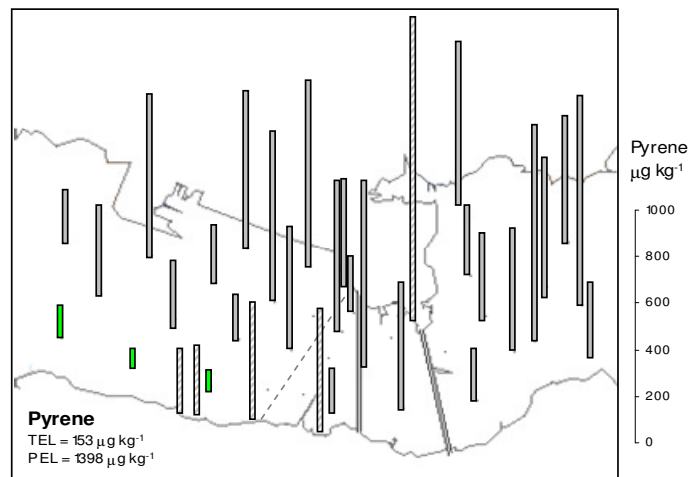 Pyrene
µg kg-1
1000
800
600
400
200
0
Pyrene
TEL = 153 µg kg-1
PEL = 1398 µg kg-1